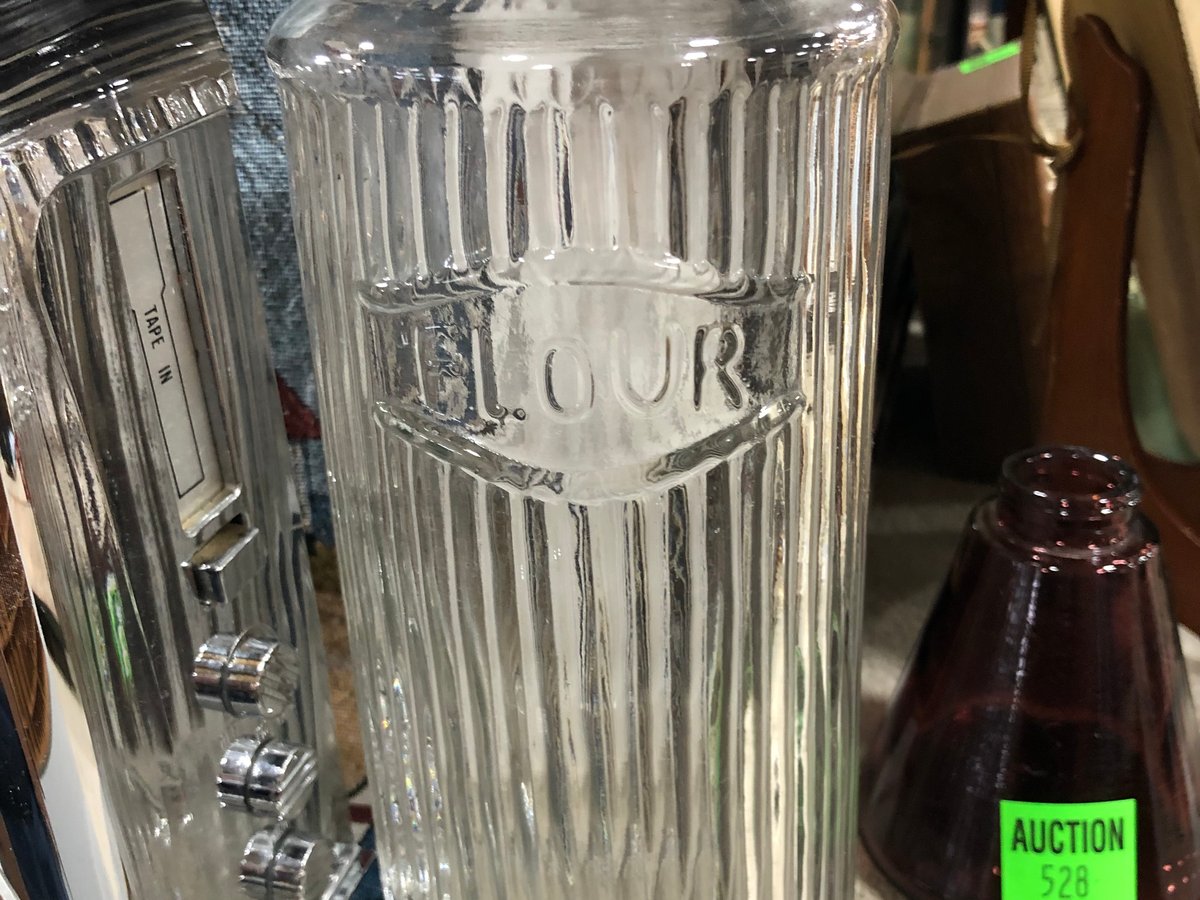 TAPE IN
FLOUR
AUCTION
528